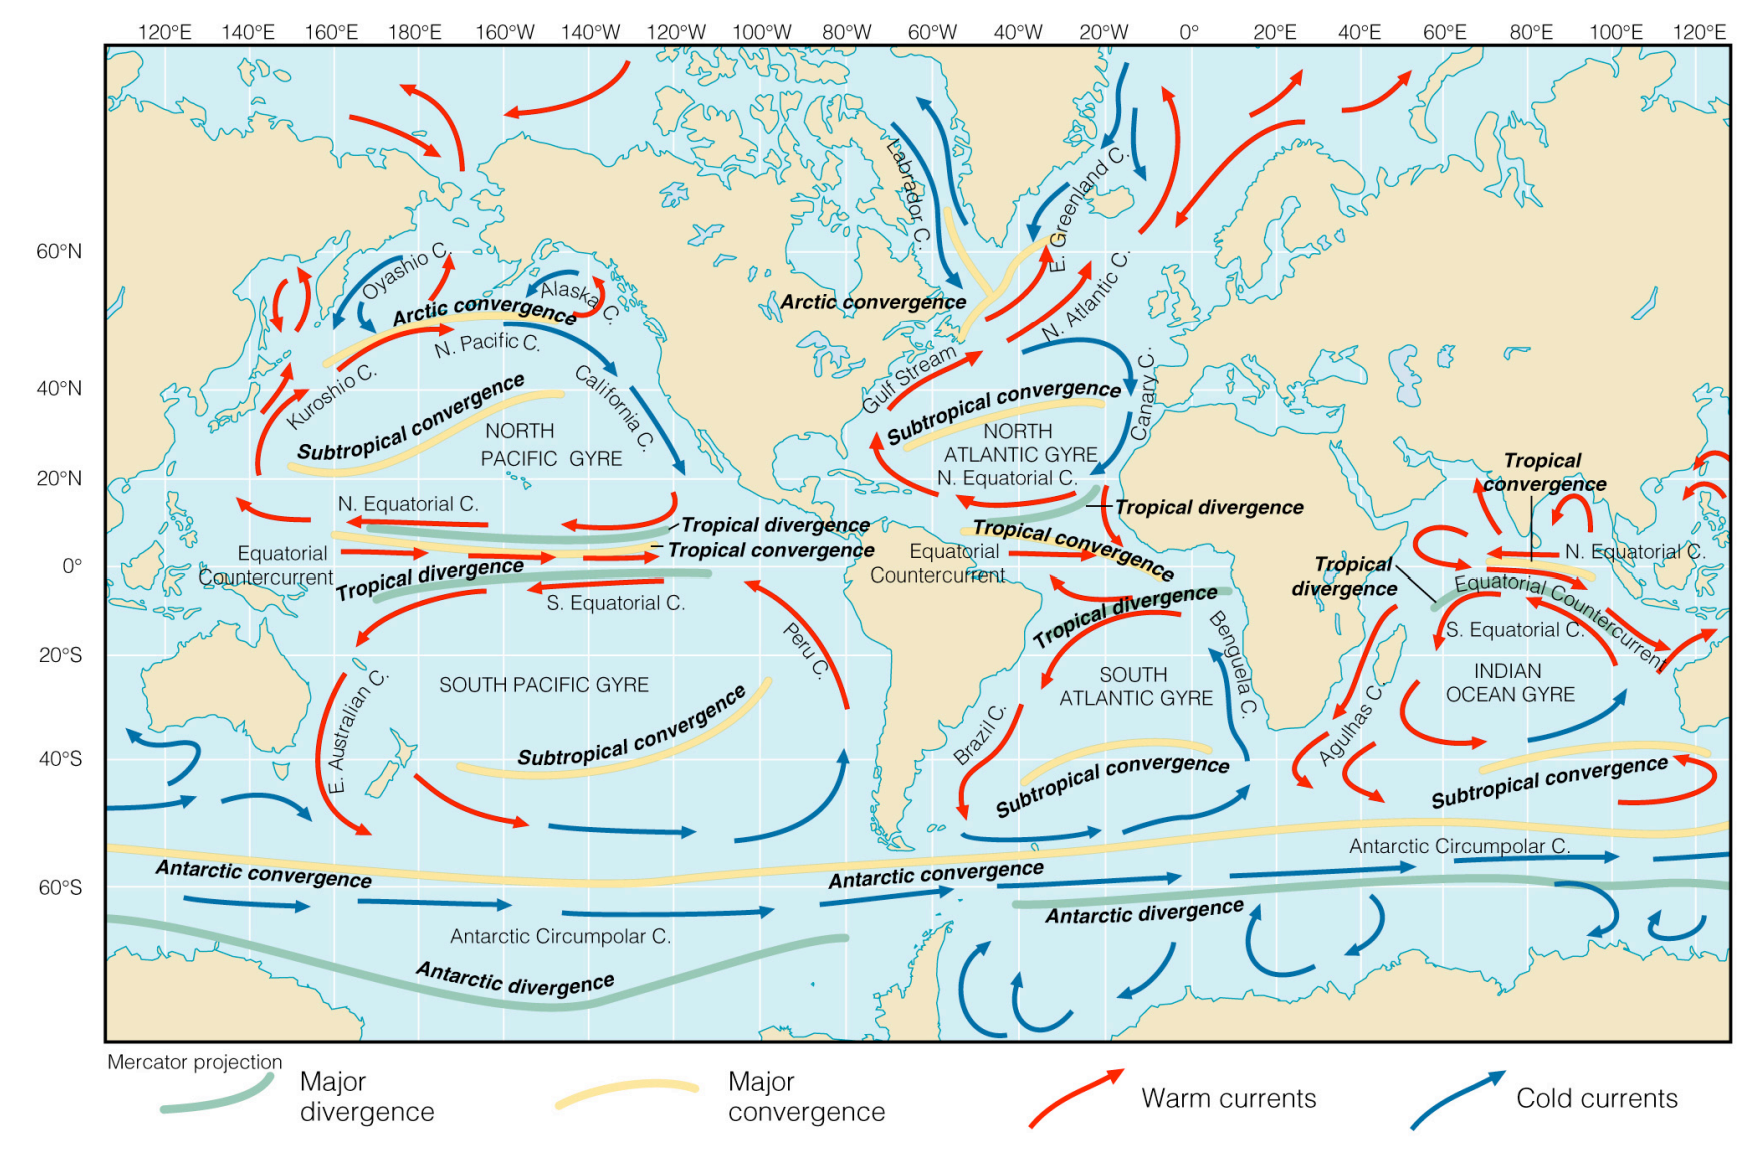 120°E 140°E 160°E 180°E 160°W 140°W 120°W 100°W 80°W 60°W 40°W 20°W 0° 20°E 40°E 60°E 80°E 100°E 120°E
60°N
40°N
20°N
0°
20°S
40°S
60°S
Labrador C.
E. Greenland C.
Oyashio C.
Alaska C.
Arctic convergence
Arctic convergence
N. Pacific C.
N. Atlantic C.
Kuroshio C.
California C.
Gulf Stream
Canary C.
Subtropical convergence
Subtropical convergence
NORTH
PACIFIC GYRE
NORTH
ATLANTIC GYRE
N. Equatorial C.
N. Equatorial C.
Tropical
convergence
Tropical divergence
Tropical divergence
Tropical convergence
Tropical convergence
Equatorial
Countercurrent
Equatorial
Countercurrent
N. Equatorial C.
Tropical
divergence
Equatorial Countercurrent
Tropical divergence
Tropical divergence
S. Equatorial C.
S. Equatorial C.
Peru C.
Benguela C.
SOUTH PACIFIC GYRE
SOUTH
ATLANTIC GYRE
INDIAN
OCEAN GYRE
E. Australian C.
Brazil C.
Agulhas C.
Subtropical convergence
Subtropical convergence
Subtropical convergence
Antarctic Circumpolar C.
Antarctic convergence
Antarctic convergence
Antarctic divergence
Antarctic Circumpolar C.
Antarctic divergence
Mercator projection
Major
divergence
Major
convergence
Warm currents
Cold currents